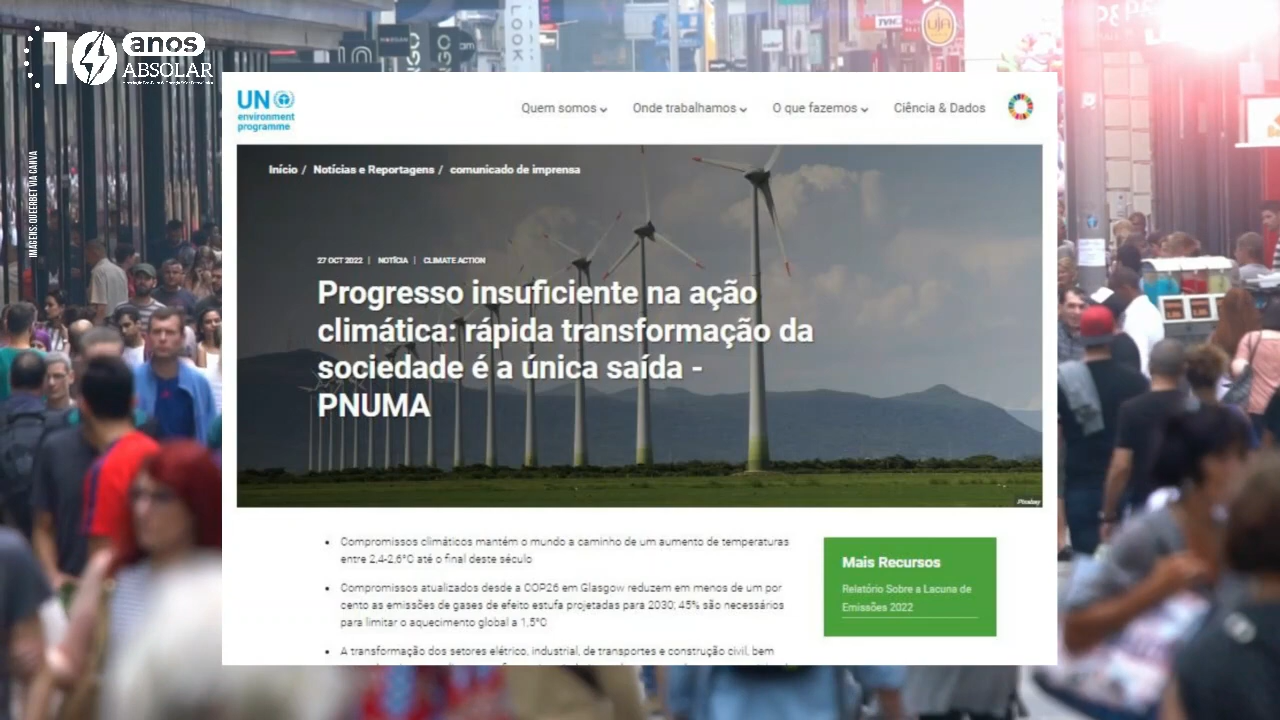 10 anos
ABSOLAR
IMAGENS: QUEERBET VIA CANVA
LOOK
UN
environment
programme
Quem somos
Onde trabalhamos
O que fazemos
Ciência & Dados
Início / Notícias e Reportagens / comunicado de imprensa
27 OCT 2022 | NOTÍCIA | CLIMATE ACTION
Progresso insuficiente na ação
climática: rápida transformação da
sociedade é a única saída -
PNUMA
Pixabay
Compromissos climáticos mantém o mundo a caminho de um aumento de temperaturas
entre 2,4-2,6°C até o final deste século
Compromissos atualizados desde a COP26 em Glasgow reduzem em menos de um por
cento as emissões de gases de efeito estufa projetadas para 2030; 45% são necessários
para limitar o aquecimento global a 1,5°C
A transformação dos setores elétrico, industrial, de transportes e construção civil, bem
Mais Recursos
Relatório Sobre a Lacuna de
Emissões 2022